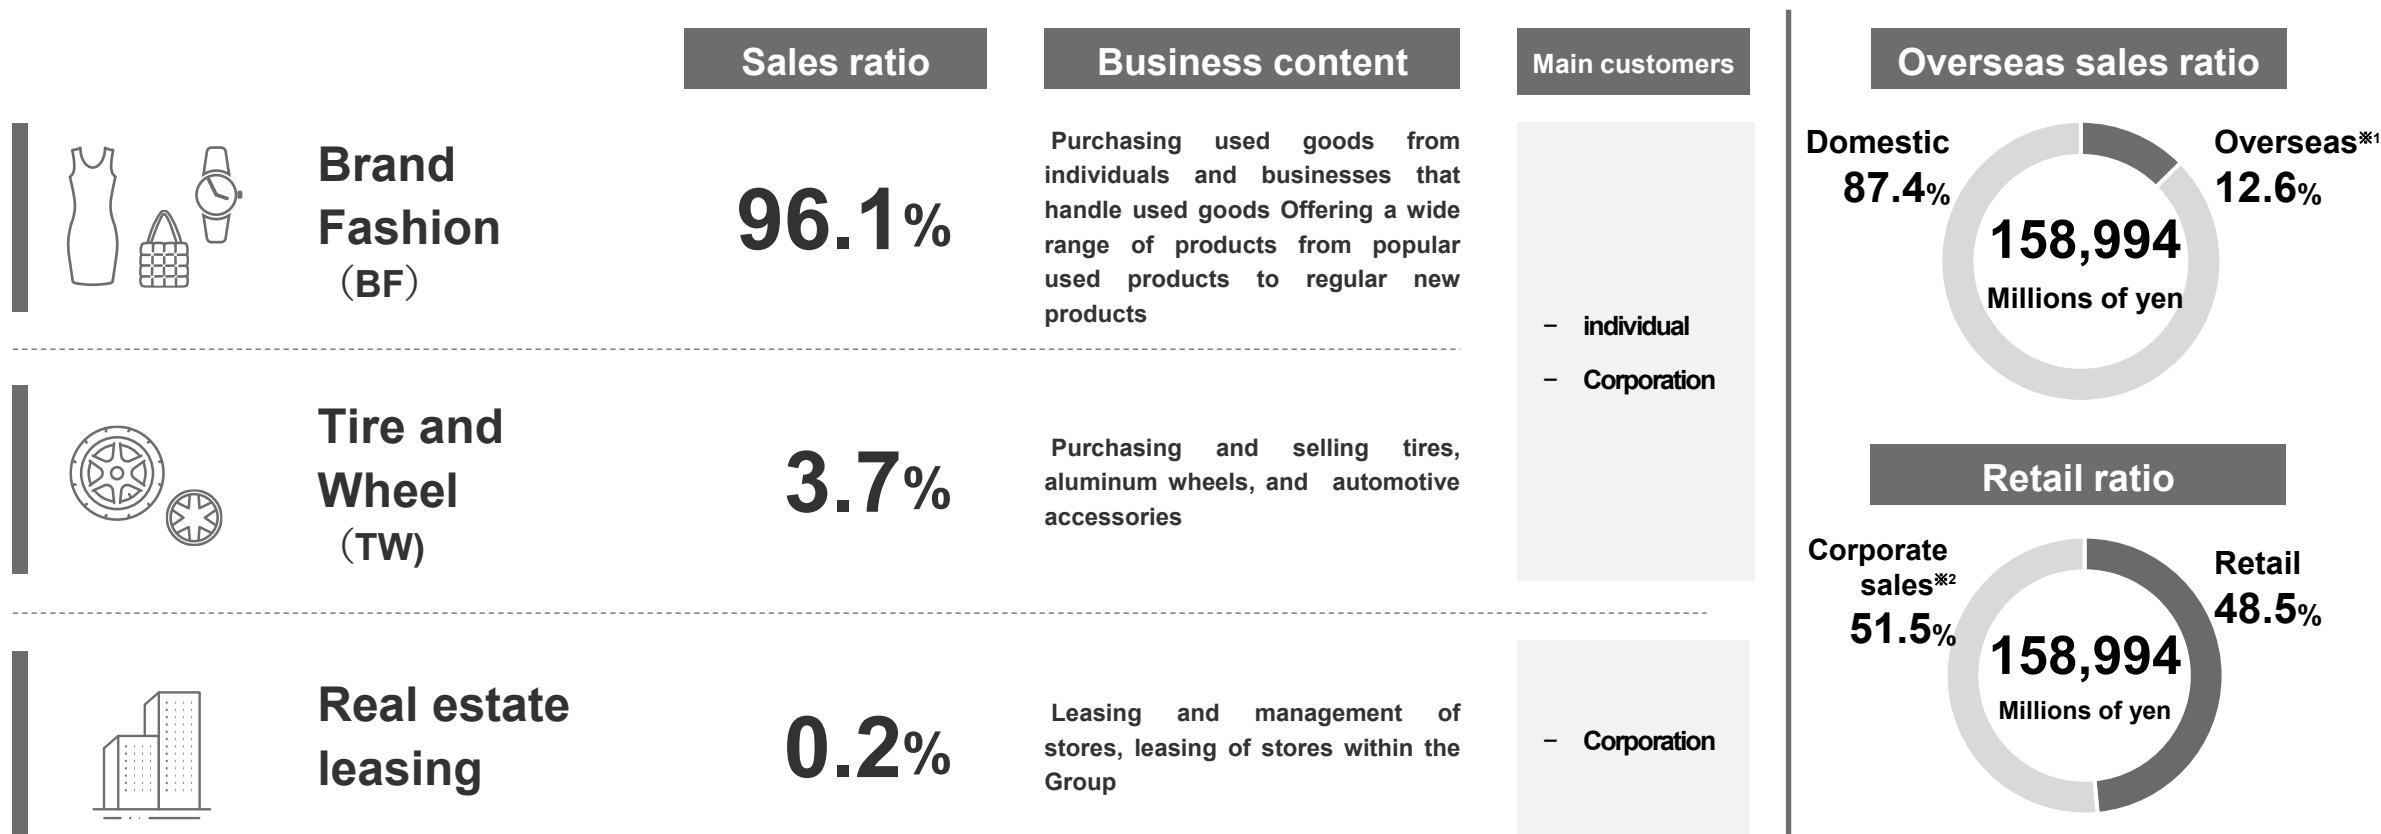 Sales ratio
Business content
Main customers
Brand
Fashion
（BF）
96.1%
Purchasing used goods from
individuals and businesses that
handle used goods Offering a wide
range of products from popular
used products to regular new
products
– individual
– Corporation
Tire and
Wheel
（TW)
3.7%
Purchasing and selling tires,
aluminum wheels, and automotive
accessories
Real estate
leasing
0.2%
Leasing and management of
stores, leasing of stores within the
Group
– Corporation
Overseas sales ratio
Domestic
87.4%
Overseas※1
12.6%
158,994
Millions of yen
Retail ratio
Corporate
sales※2
51.5%
Retail
48.5%
158,994
Millions of yen